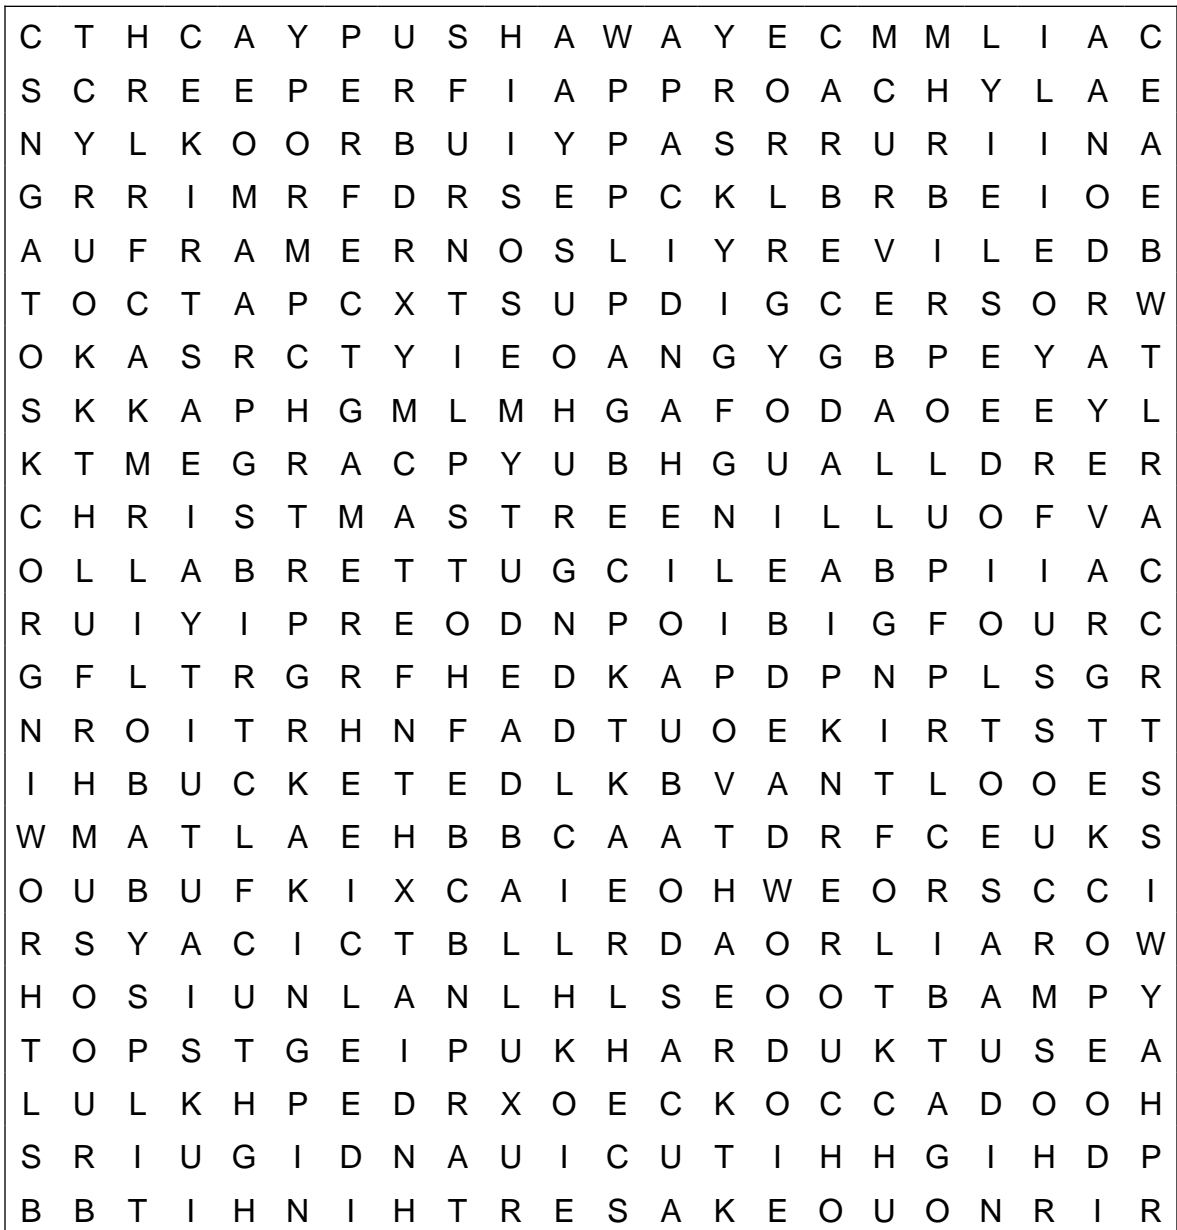 C T H C A Y P U S H A W A Y E C M M L I A C
S C R E E P E R F I A P P R O A C H Y L A E
N Y L K O O R B U I Y P A S R R U R I I N A
G R R I M R F D R S E P C K L B R B E I O E
A U F R A M E R N O S L I Y R E V I L E D B
T O C T A P C X T S U P D I G C E R S O R W
O K A S R C T Y I E O A N G Y G B P E Y A T
S K K A P H G M L M H G A F O D A O E E Y L
K T M E G R A C P Y U B H G U A L L D R E R
C H R I S T M A S T R E E N I L L U O F V A
O L L A B R E T T U G C I L E A B P I I A C
R U I Y I P R E O D N P O I B I G F O U R C
G F L T R G R F H E D K A P D P N P L S G R
N R O I T R H N F A D T U O E K I R T S T T
I H B U C K E T E D L K B V A N T L O O E S
W M A T L A E H B B C A A T D R F C E U K S
O U B U F K I X C A I E O H W E O R S C C I
R S Y A C I C T B L L R D A O R L I A R O W
H O S I U N L A N L H L S E O O T B A M P Y
T O P S T G E I P U K H A R D U K T U S E A
L U L K H P E D R X O E C K O C C A D O O H
S R I U G I D N A U I C U T I H H G I H D P
B B T I H N I H T R E S A K E O U O N R I R